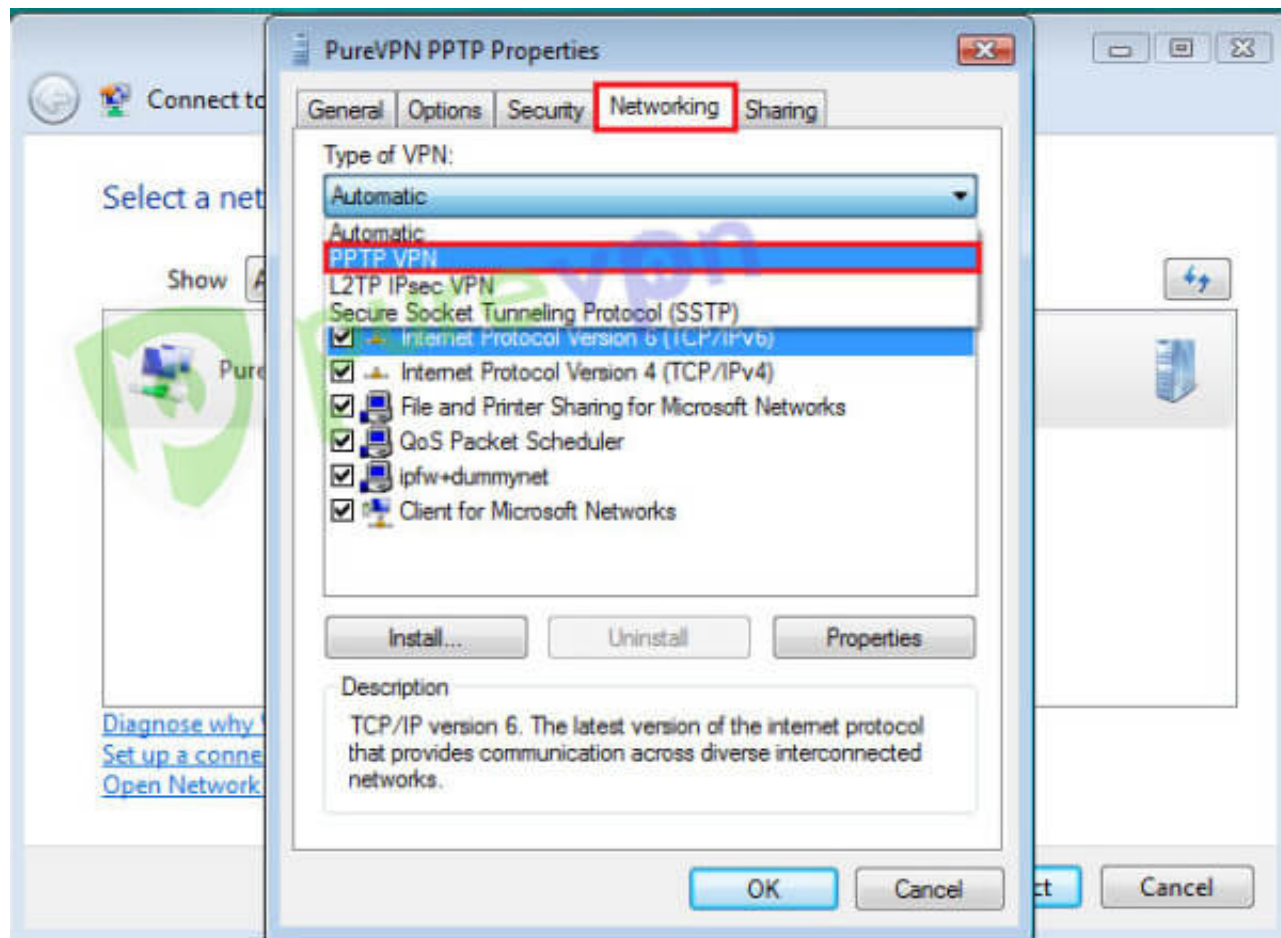 PureVPN PPTP Properties
Connect to
General Options Security Networking Sharing
Type of VPN:
Select a net
Automatic
Automatic
PPTP VPN
Show A
L2TP IPsec VPN
Secure Socket Tunneling Protocol (SSTP)
Internet Protocol Version 6 (TCP/IPv6)
Pure
Internet Protocol Version 4 (TCP/IPv4)
File and Printer Sharing for Microsoft Networks
QoS Packet Scheduler
ipfw+dummynet
Client for Microsoft Networks
purevpn
Install... Uninstall Properties
Description
TCP/IP version 6. The latest version of the internet protocol
that provides communication across diverse interconnected
networks.
Diagnose why
Set up a conne
Open Network
OK Cancel
ct Cancel